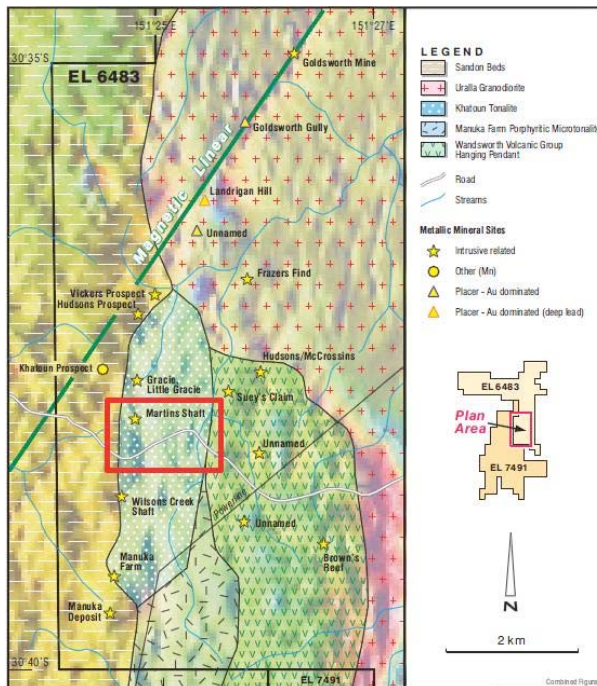 151°25'E
151°27'E
30°35'S
EL 6483
Goldsworth Mine
Goldsworth Gully
Magnetic Linear
Landrigan Hill
Unnamed
Frazers Find
Vickers Prospect
Hudsons Prospect
Hudsons/McCrossins
Khatoun Prospect
Gracie,
Little Gracie
Suey's Claim
Martins Shaft
Unnamed
Wilsons Creek
Shaft
Powerline
Unnamed
Brown's
Reef
Manuka
Farm
Manuka
Deposit
30°40'S
EL 7491
LEGEND
Sandon Beds
Uralla Granodiorite
Khatoun Tonalite
Manuka Farm Porphyritic Microtonalite
Wandsworth Volcanic Group
Hanging Pendant
Road
Streams
Metallic Mineral Sites
Intrusive related
Other (Mn)
Placer - Au dominated
Placer - Au dominated (deep lead)
EL 6483
Plan
Area
EL 7491
N
2 km
Combined Figure